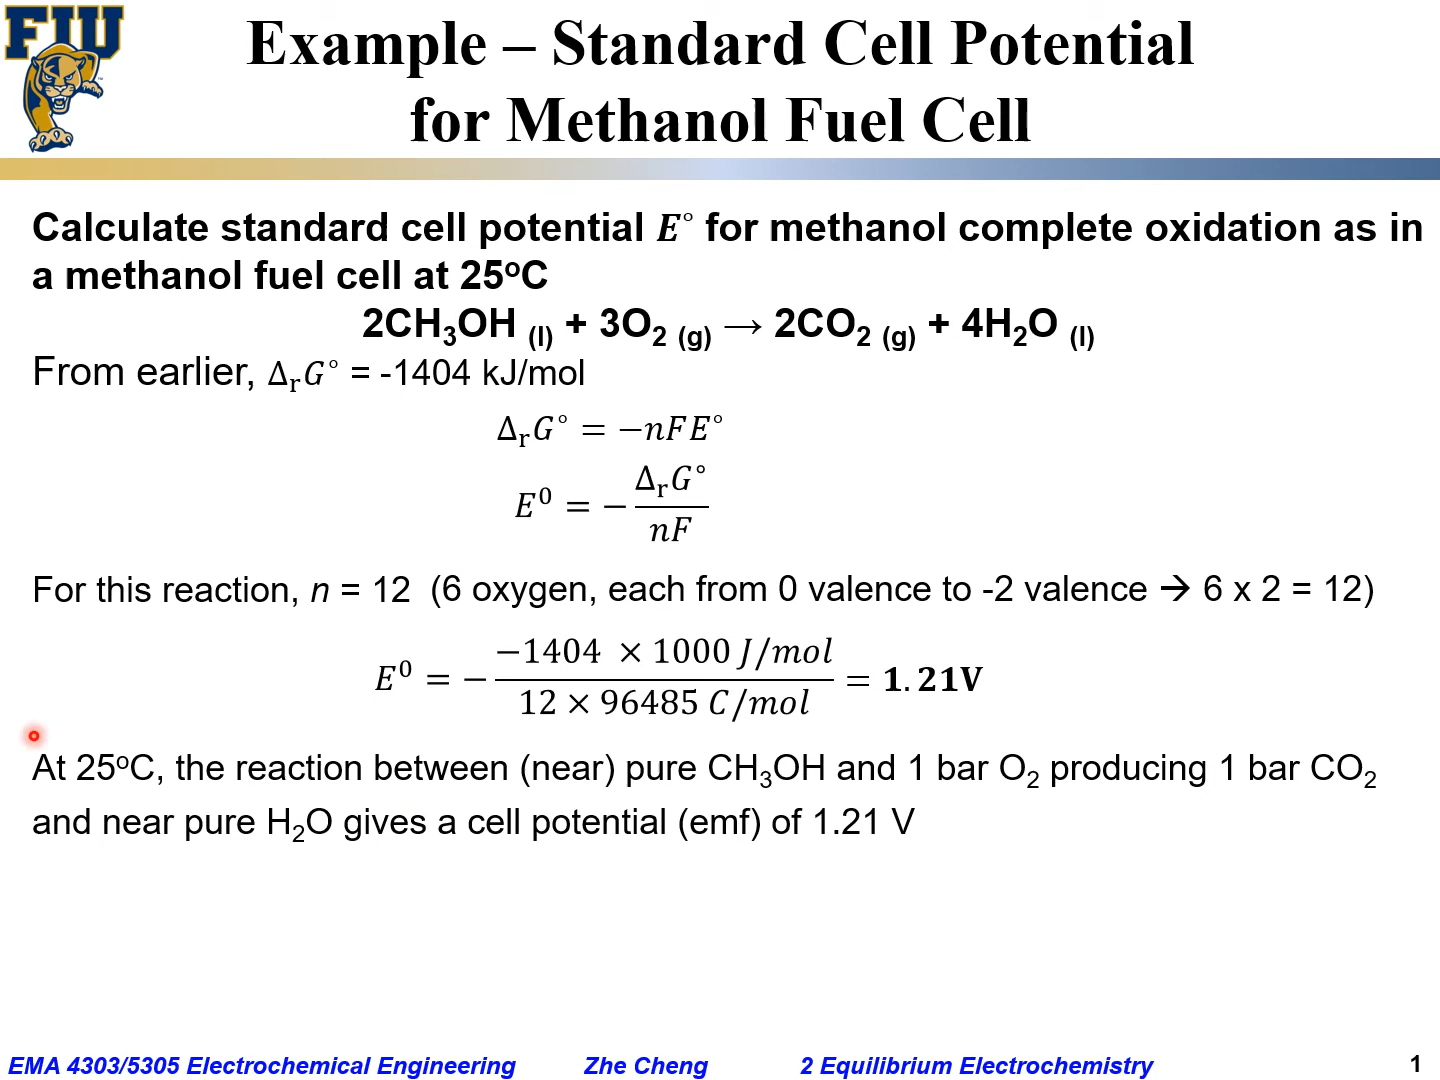 FIU
Example – Standard Cell Potential
for Methanol Fuel Cell
Calculate standard cell potential E° for methanol complete oxidation as in
a methanol fuel cell at 25ºC
2CH₃OH (l) + 3O₂ (g) → 2CO₂ (g) + 4H₂O (l)
From earlier, ΔᵣG° = -1404 kJ/mol
ΔᵣG° = −nFE°
E⁰ = − ΔᵣG° / nF
For this reaction, n = 12 (6 oxygen, each from 0 valence to -2 valence → 6 x 2 = 12)
E⁰ = − −1404 × 1000 J/mol / 12 × 96485 C/mol = 1.21V
At 25ºC, the reaction between (near) pure CH₃OH and 1 bar O₂ producing 1 bar CO₂
and near pure H₂O gives a cell potential (emf) of 1.21 V
EMA 4303/5305 Electrochemical Engineering Zhe Cheng 2 Equilibrium Electrochemistry 1